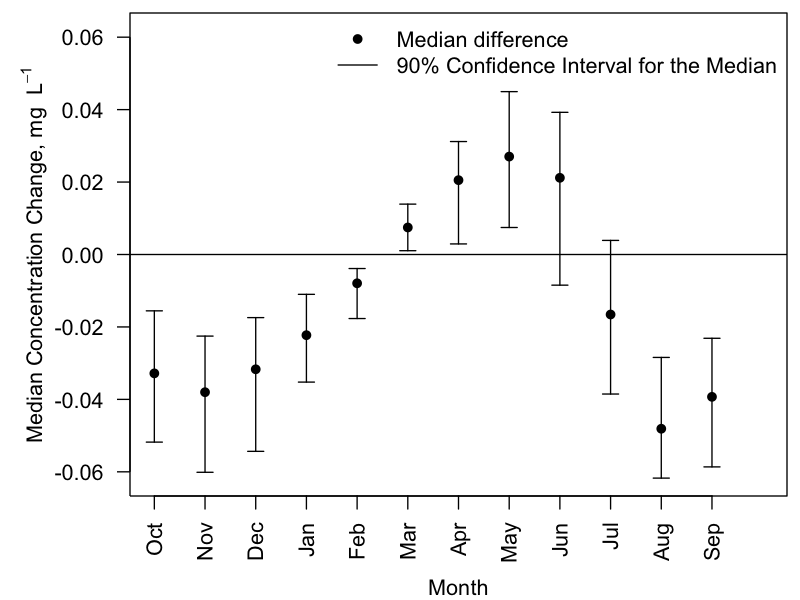 Median difference
90% Confidence Interval for the Median
Median Concentration Change, mg L⁻¹
0.06
0.04
0.02
0.00
-0.02
-0.04
-0.06
Oct Nov Dec Jan Feb Mar Apr May Jun Jul Aug Sep
Month